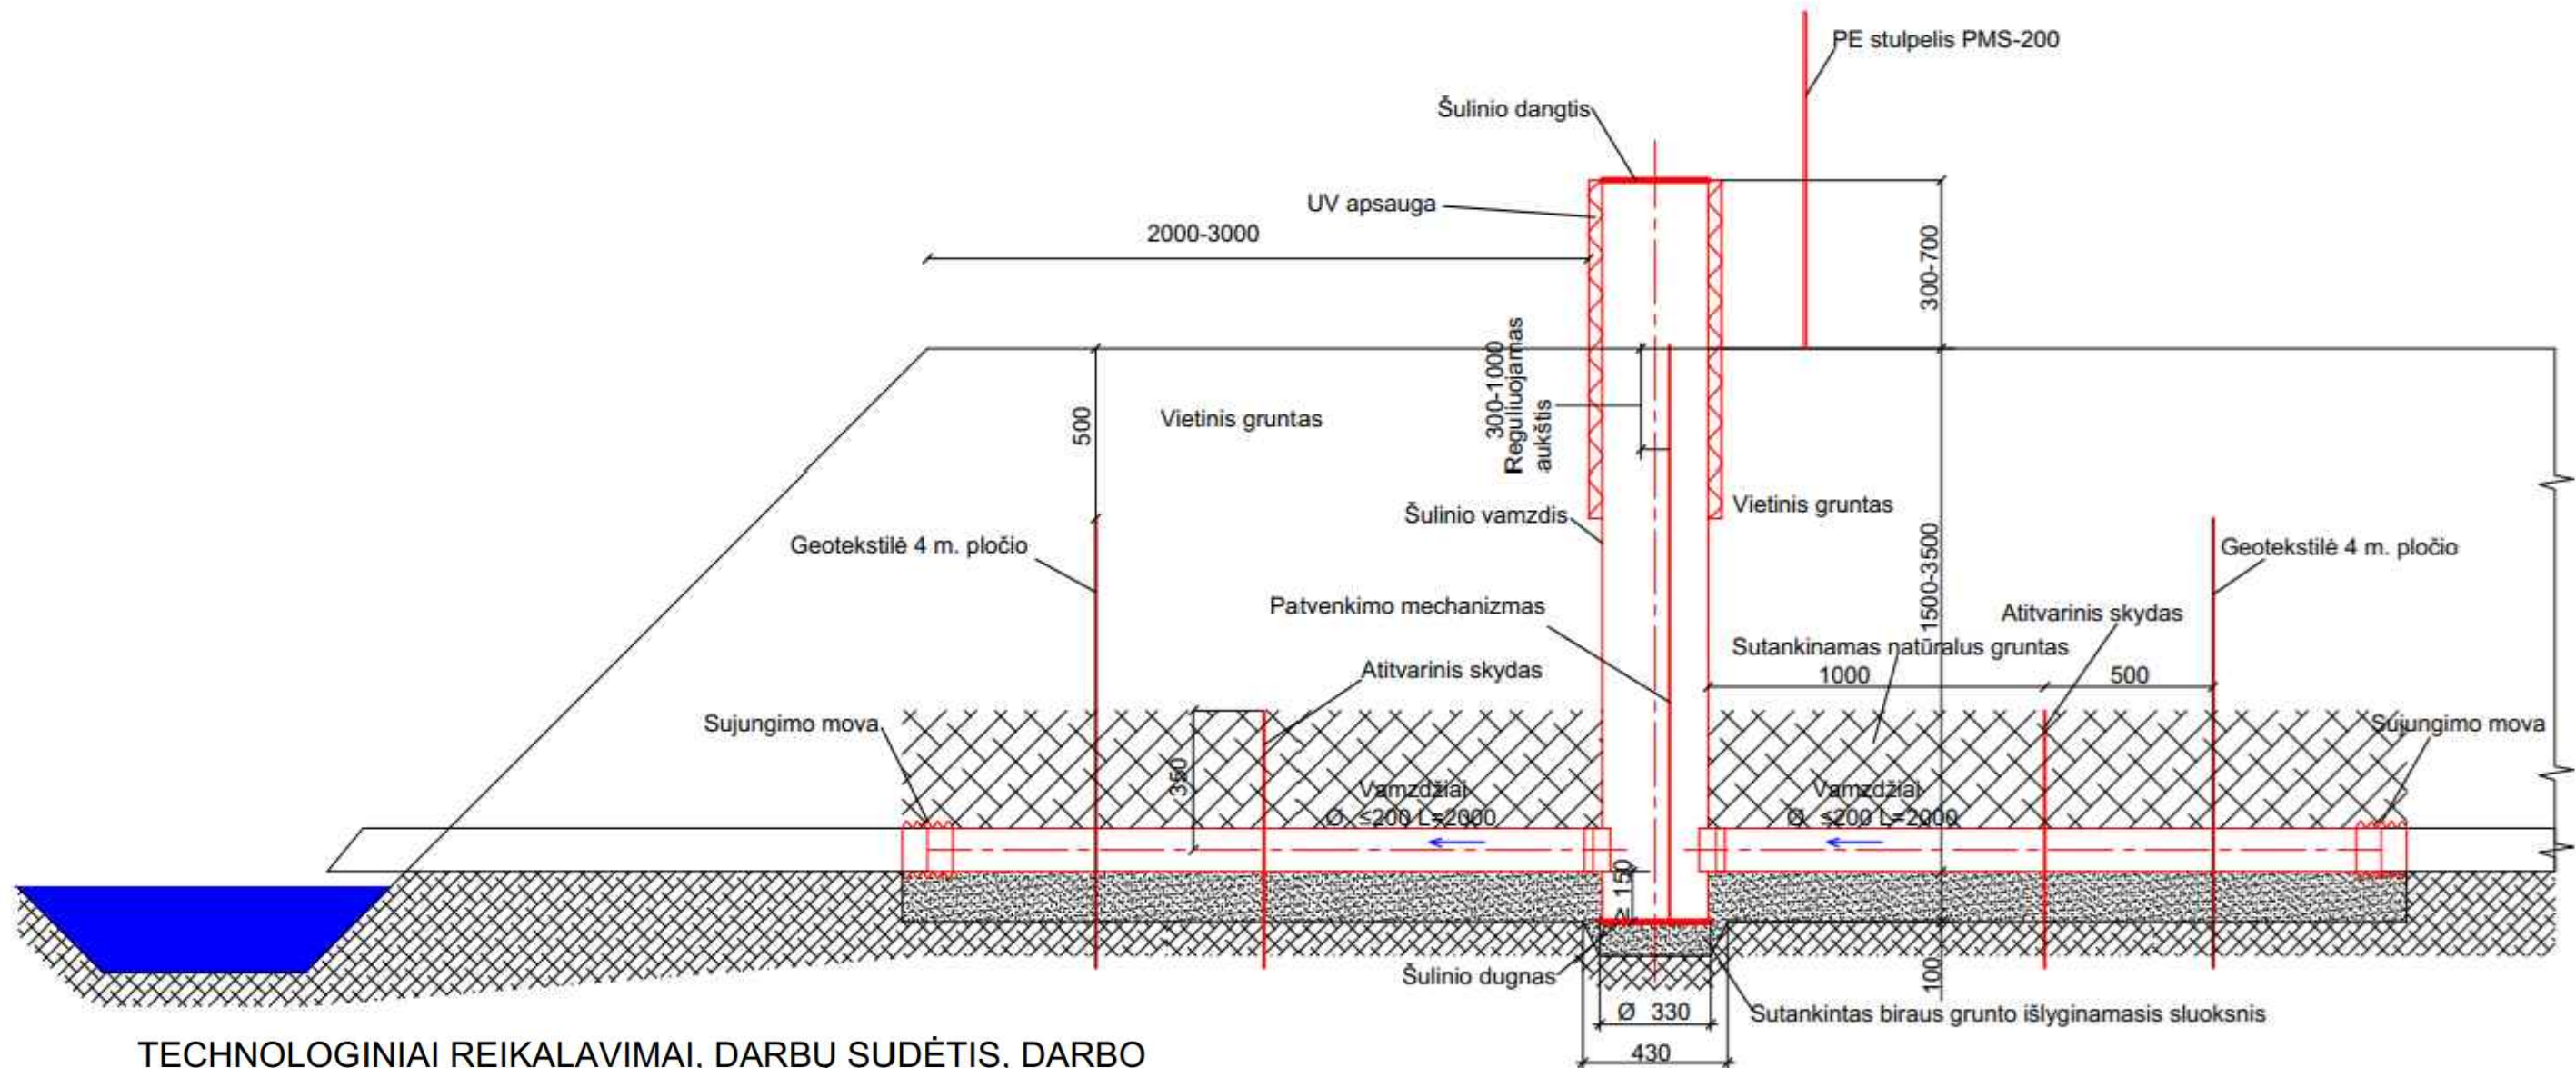 PE stulpelis PMS-200
Šulinio dangtis
UV apsauga
2000-3000
300-700
300-1000
Reguliuojamas
aukštis
500
Vietinis gruntas
Vietinis gruntas
Šulinio vamzdis
Geotekstilė 4 m. pločio
Geotekstilė 4 m. pločio
1500-3500
Patvenkimo mechanizmas
Atitvarinis skydas
Sutankinamas natūralus gruntas
Atitvarinis skydas
1000
500
Sujungimo mova
Sujungimo mova
350
Vamzdžiai
Ø ≤200 L=2000
Vamzdžiai
Ø ≤200 L=2000
≥ 150
Šulinio dugnas
100
Ø 330
Sutankintas biraus grunto išlyginamasis sluoksnis
430
TECHNOLOGINIAI REIKALAVIMAI, DARBŲ SUDĖTIS, DARBO